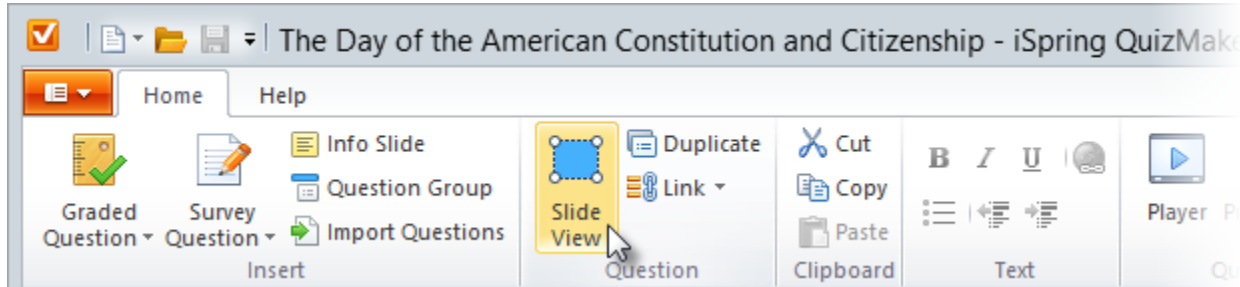 The Day of the American Constitution and Citizenship - iSpring QuizMake
Home Help
Graded Question
Survey Question
Info Slide
Question Group
Import Questions
Insert
Slide View
Duplicate
Link
Question
Cut
Copy
Paste
Clipboard
B I U
Text
Player